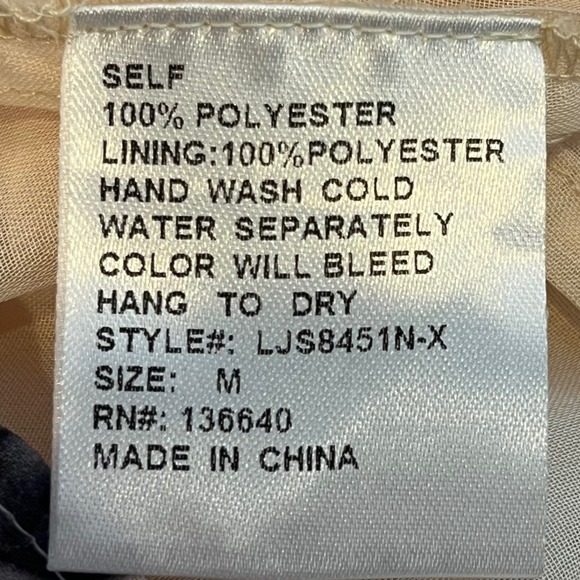 SELF
100% POLYESTER
LINING:100%POLYESTER
HAND WASH COLD
WATER SEPARATELY
COLOR WILL BLEED
HANG TO DRY
STYLE#: LJS8451N-X
SIZE: M
RN#: 136640
MADE IN CHINA